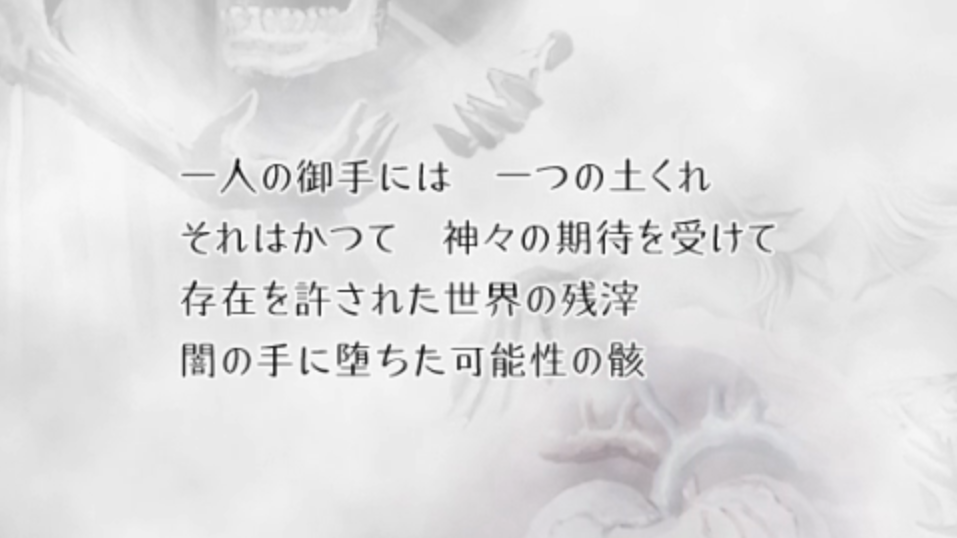 一人の御手には　一つの土くれ
それはかつて　神々の期待を受けて
存在を許された世界の残滓
闇の手に堕ちた可能性の骸